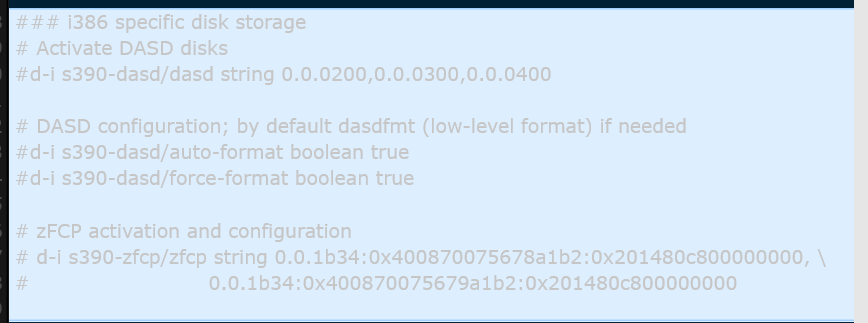 ### i386 specific disk storage
# Activate DASD disks
#d-i s390-dasd/dasd string 0.0.0200,0.0.0300,0.0.0400
# DASD configuration; by default dasdfmt (low-level format) if needed
#d-i s390-dasd/auto-format boolean true
#d-i s390-dasd/force-format boolean true
# zFCP activation and configuration
# d-i s390-zfcp/zfcp string 0.0.1b34:0x400870075678a1b2:0x201480c800000000, \
# 0.0.1b34:0x400870075679a1b2:0x201480c800000000